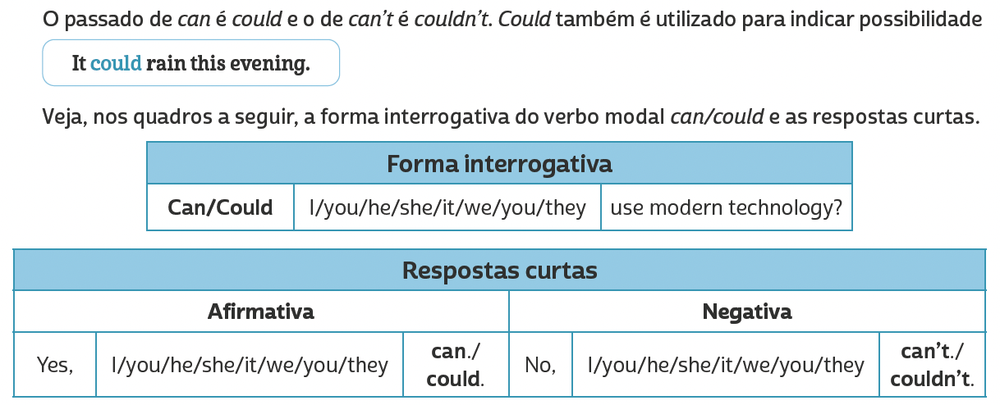 O passado de can é could e o de can’t é couldn’t. Could também é utilizado para indicar possibilidade
It could rain this evening.
Veja, nos quadros a seguir, a forma interrogativa do verbo modal can/could e as respostas curtas.
Forma interrogativa
Can/Could I/you/he/she/it/we/you/they use modern technology?
Respostas curtas
Afirmativa Negativa
Yes, I/you/he/she/it/we/you/they can./ could. No, I/you/he/she/it/we/you/they can’t./ couldn’t.